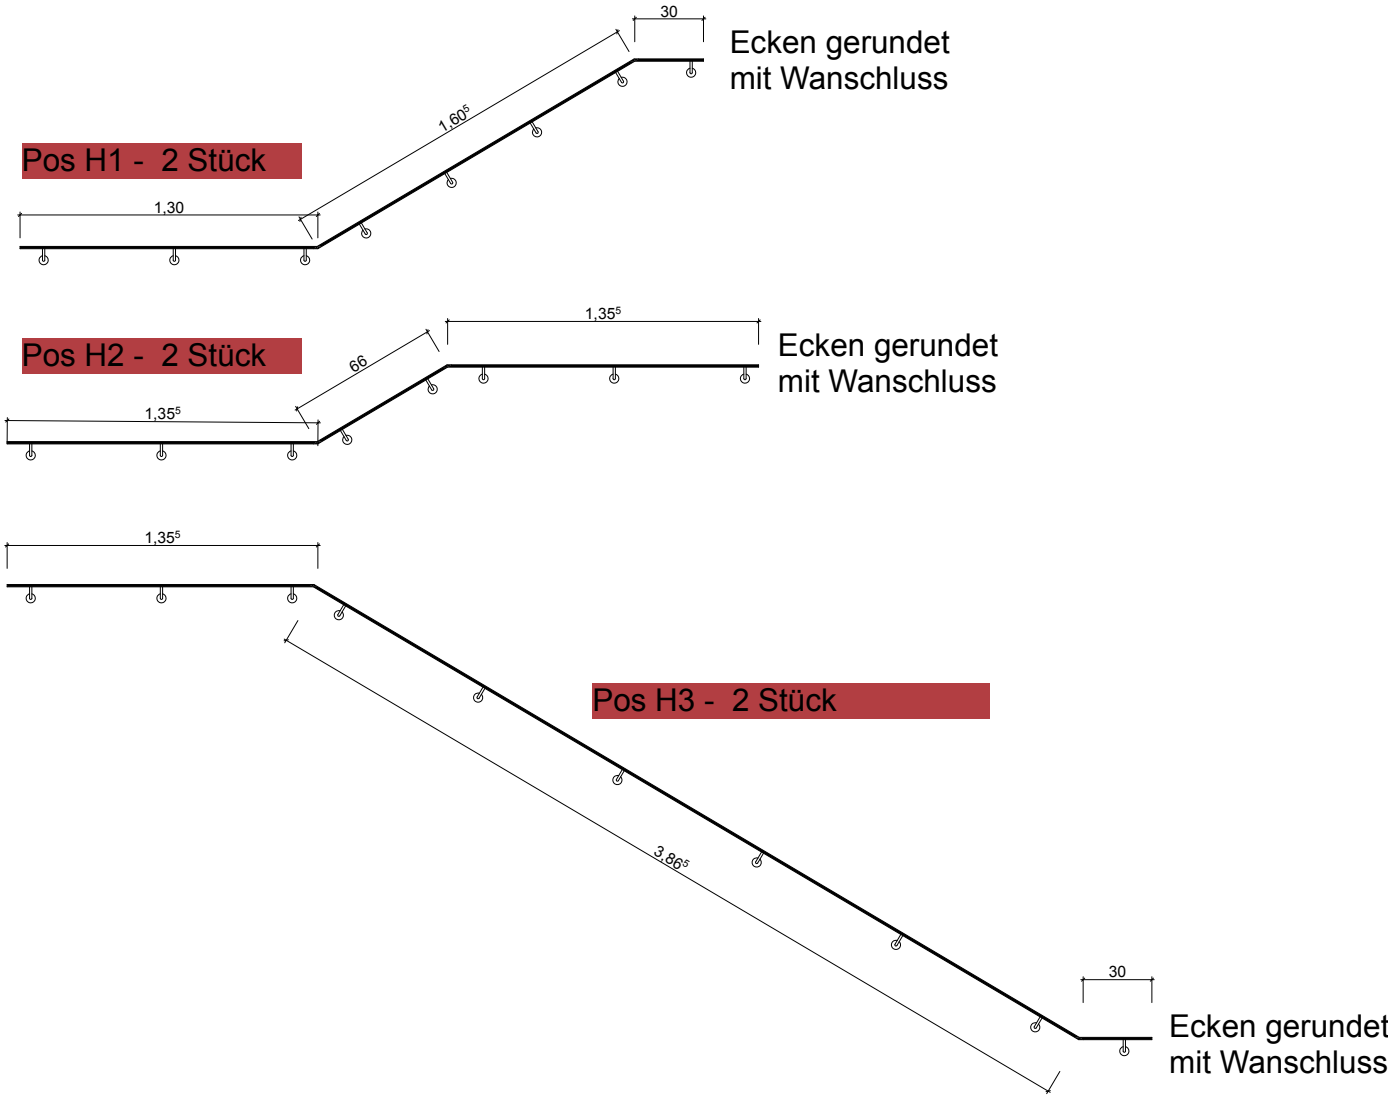 30
Ecken gerundet
mit Wanschluss
1,60⁵
Pos H1 - 2 Stück
1,30
1,35⁵
Ecken gerundet
mit Wanschluss
Pos H2 - 2 Stück
66
1,35⁵
1,35⁵
Pos H3 - 2 Stück
3,86⁵
30
Ecken gerundet
mit Wanschluss